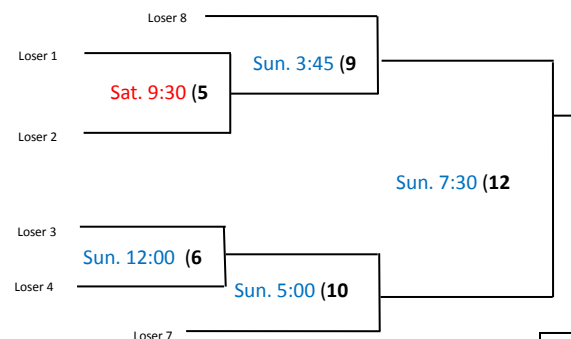 Loser 8
Loser 1
Sun. 3:45 (9
Sat. 9:30 (5
Loser 2
Sun. 7:30 (12
Loser 3
Sun. 12:00 (6
Loser 4
Sun. 5:00 (10
Loser 7